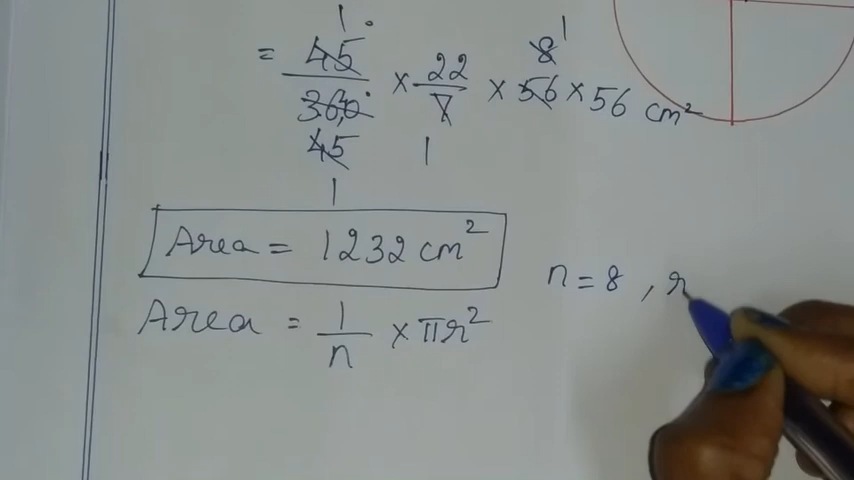 1 . 8 1
= 45/360 × 22/7 × 56 × 56 cm²
45 1
1
Area = 1232 cm²
n = 8 , r
Area = 1/n × πr²